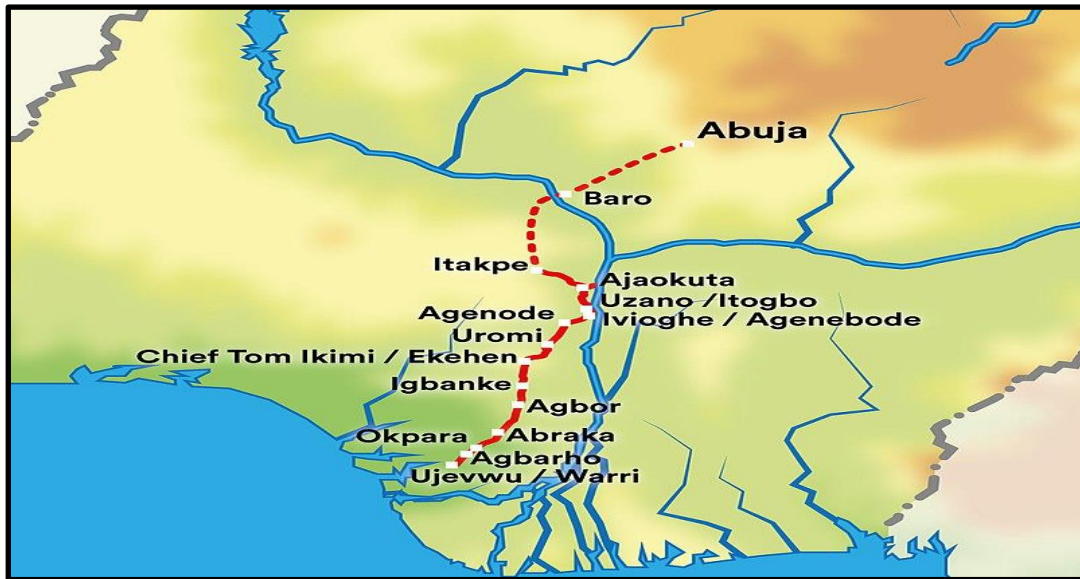 Abuja
Baro
Itakpe
Ajaokuta
Uzano /Itogbo
Agenode
Ivioghe / Agenebode
Uromi
Chief Tom Ikimi / Ekehen
Igbanke
Agbor
Okpara
Abraka
Agbarho
Ujevwu / Warri